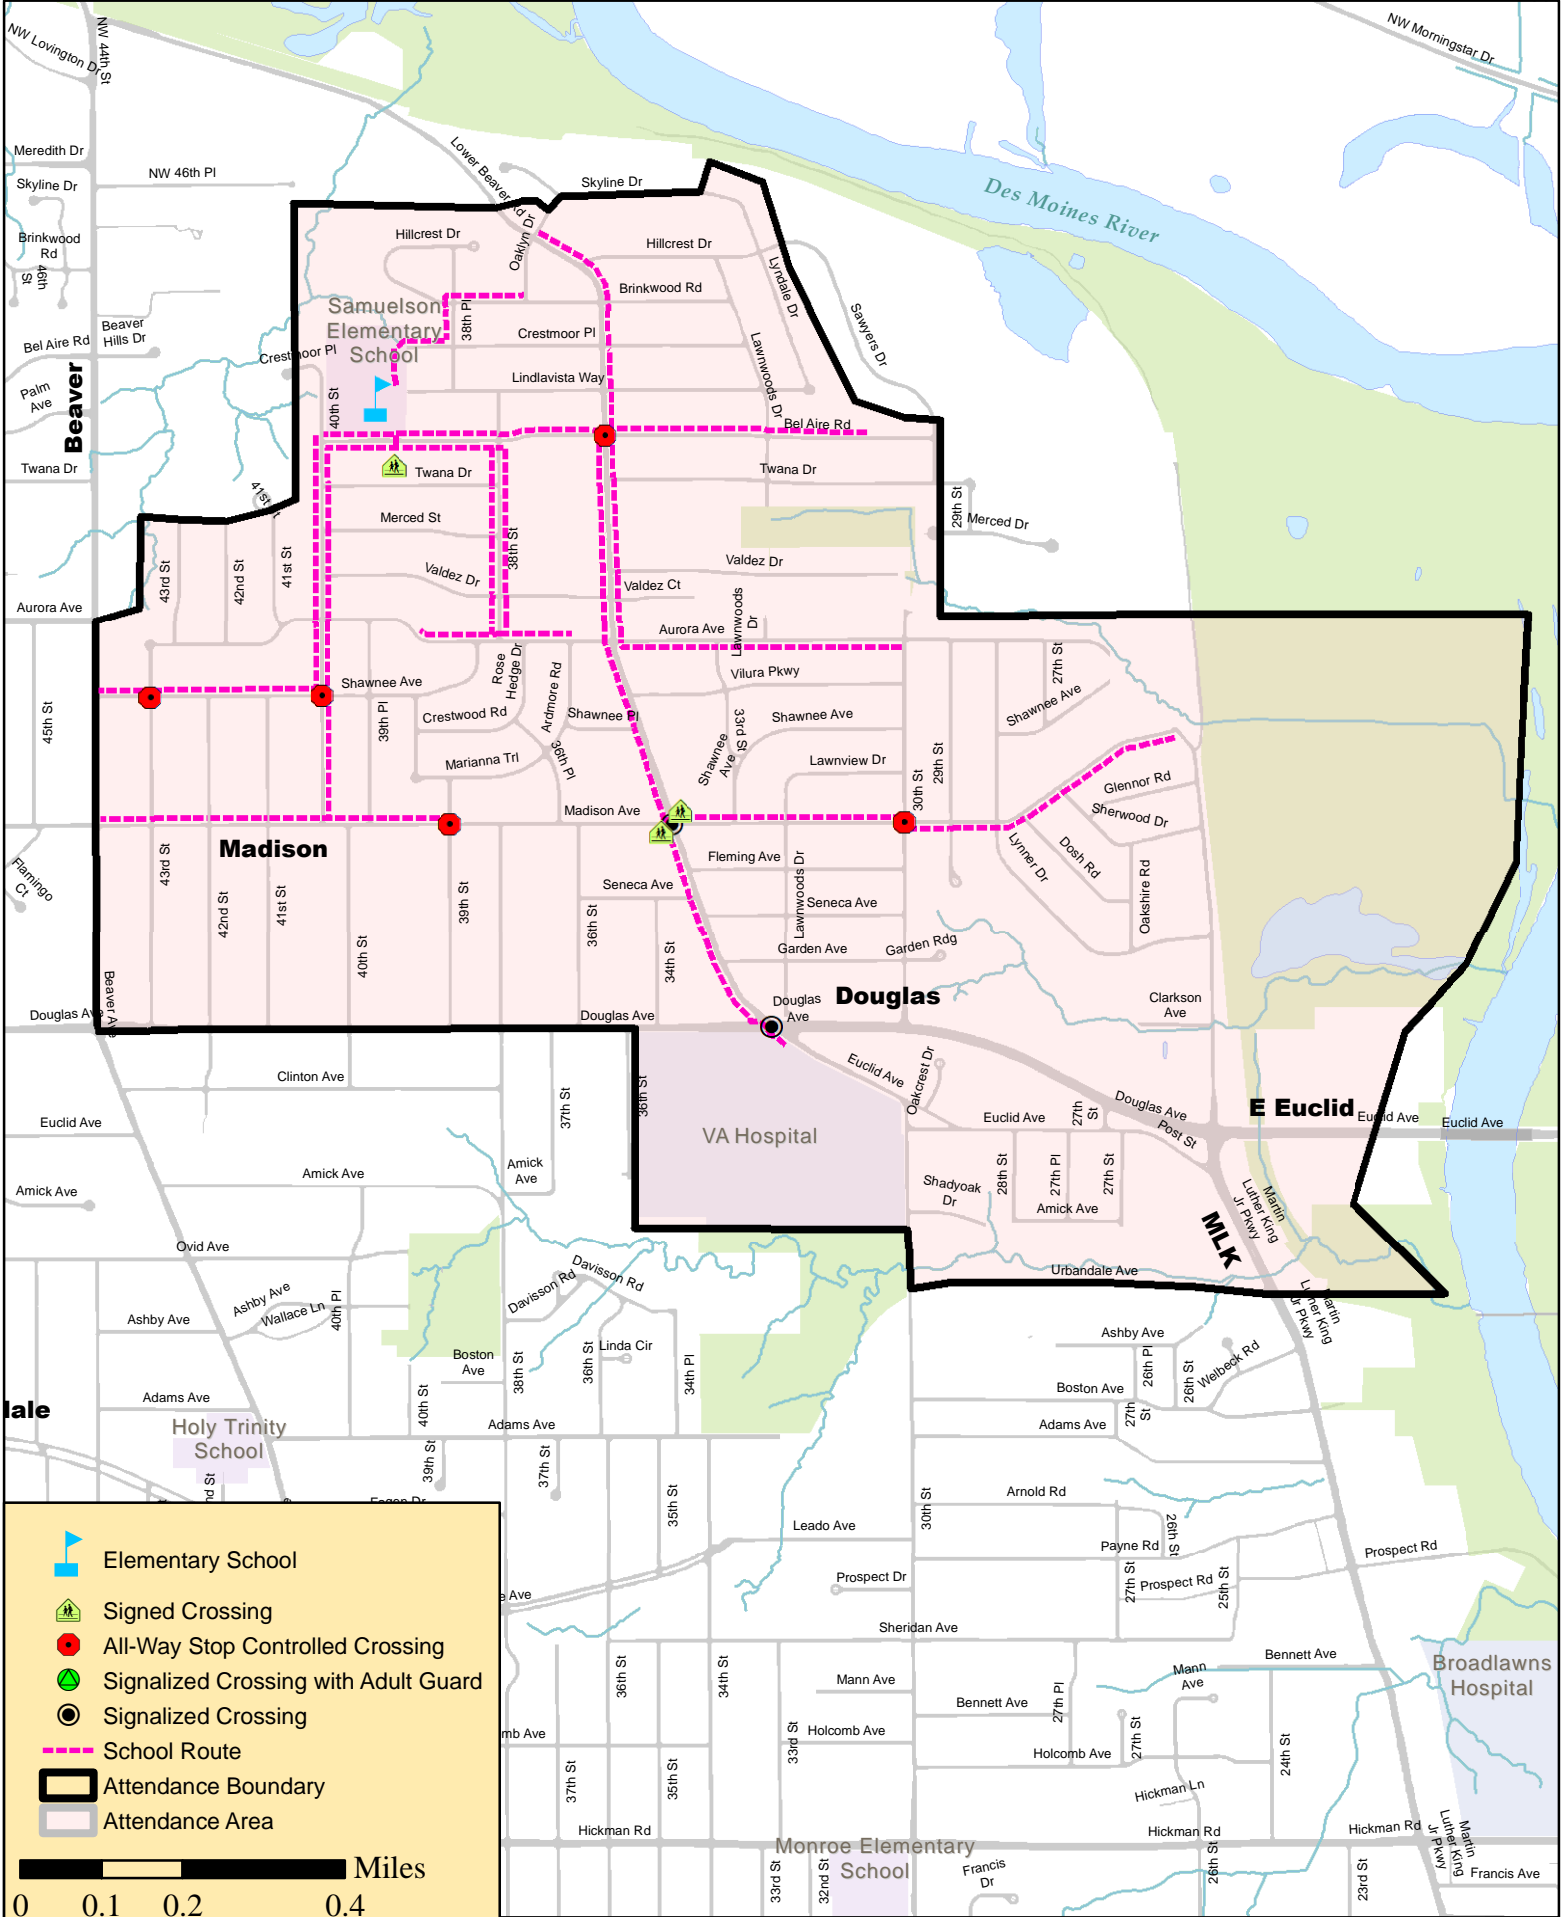 NW Lovington Dr
NW 44th St
NW Morningstar Dr
Meredith Dr
NW 46th Pl
Lower Beaver Rd
Skyline Dr
Skyline Dr
Des Moines River
Hillcrest Dr
Oaklyn Dr
Hillcrest Dr
Brinkwood
Rd
46th
St
Brinkwood Rd
Lyndale Dr
Samuelson
Elementary
School
38th Pl
Sawyers Dr
Beaver
Hills Dr
Bel Aire Rd
Crestmoor Pl
Crestmoor Pl
Lawnwoods Dr
Beaver
Palm
Ave
40th St
Lindlavista Way
Bel Aire Rd
Twana Dr
Twana Dr
Twana Dr
29th St
Merced St
Merced Dr
43rd St
42nd St
41st St
38th St
Valdez Dr
Valdez Dr
Valdez Ct
Aurora Ave
Lawnwoods
Dr
Aurora Ave
Rose
Hedge Dr
Ardmore Rd
27th St
Vilura Pkwy
Shawnee Ave
45th St
39th Pl
Crestwood Rd
Shawnee Pl
33rd St
Shawnee Ave
Shawnee Ave
Marianna Trl
36th Pl
Shawnee
Ave
Lawnview Dr
30th St
29th St
Glennor Rd
Sherwood Dr
Madison Ave
Madison
Fleming Ave
Lynner Dr
Dosh Rd
Oakshire Rd
Flamingo
Ct
43rd St
42nd St
41st St
40th St
39th St
Seneca Ave
36th St
34th St
Lawnwoods Dr
Seneca Ave
Garden Ave
Garden Rdg
Beaver Ave
Douglas Ave
Douglas Ave
Douglas
Ave
Douglas
Clarkson
Ave
Clinton Ave
37th St
36th St
Euclid Ave
Oakcrest Dr
Euclid Ave
27th
St
Douglas Ave
Post St
E Euclid
Euclid Ave
Euclid Ave
Euclid Ave
VA Hospital
Amick Ave
Amick Ave
Amick
Ave
Shadyoak
Dr
28th St
27th Pl
27th St
Amick Ave
MLK
Martin
Luther King
Jr Pkwy
Ovid Ave
Urbandale Ave
Davisson Rd
Davisson Rd
Ashby Ave
Wallace Ln
40th Pl
Ashby Ave
Martin
Luther King
Jr Pkwy
Boston
Ave
38th St
36th St
Linda Cir
34th Pl
Ashby Ave
26th Pl
26th St
Welbeck Rd
Boston Ave
27th
St
Adams Ave
Adams Ave
Adams Ave
40th St
Holy Trinity
School
39th St
37th St
35th St
30th St
Arnold Rd
26th St
Leado Ave
Payne Rd
Prospect Rd
Prospect Dr
27th St
Prospect Rd
25th St
Sheridan Ave
Bennett Ave
36th St
34th St
Mann Ave
Mann
Ave
Broadlawns
Hospital
Bennett Ave
27th Pl
33rd St
Holcomb Ave
Holcomb Ave
27th St
24th St
37th St
35th St
Hickman Ln
Hickman Rd
Hickman Rd
Hickman Rd
Martin
Luther King
Jr Pkwy
Monroe Elementary
School
33rd St
32nd St
Francis
Dr
26th St
23rd St
Francis Ave
Elementary School
Signed Crossing
All-Way Stop Controlled Crossing
Signalized Crossing with Adult Guard
Signalized Crossing
School Route
Attendance Boundary
Attendance Area
Miles
0 0.1 0.2 0.4